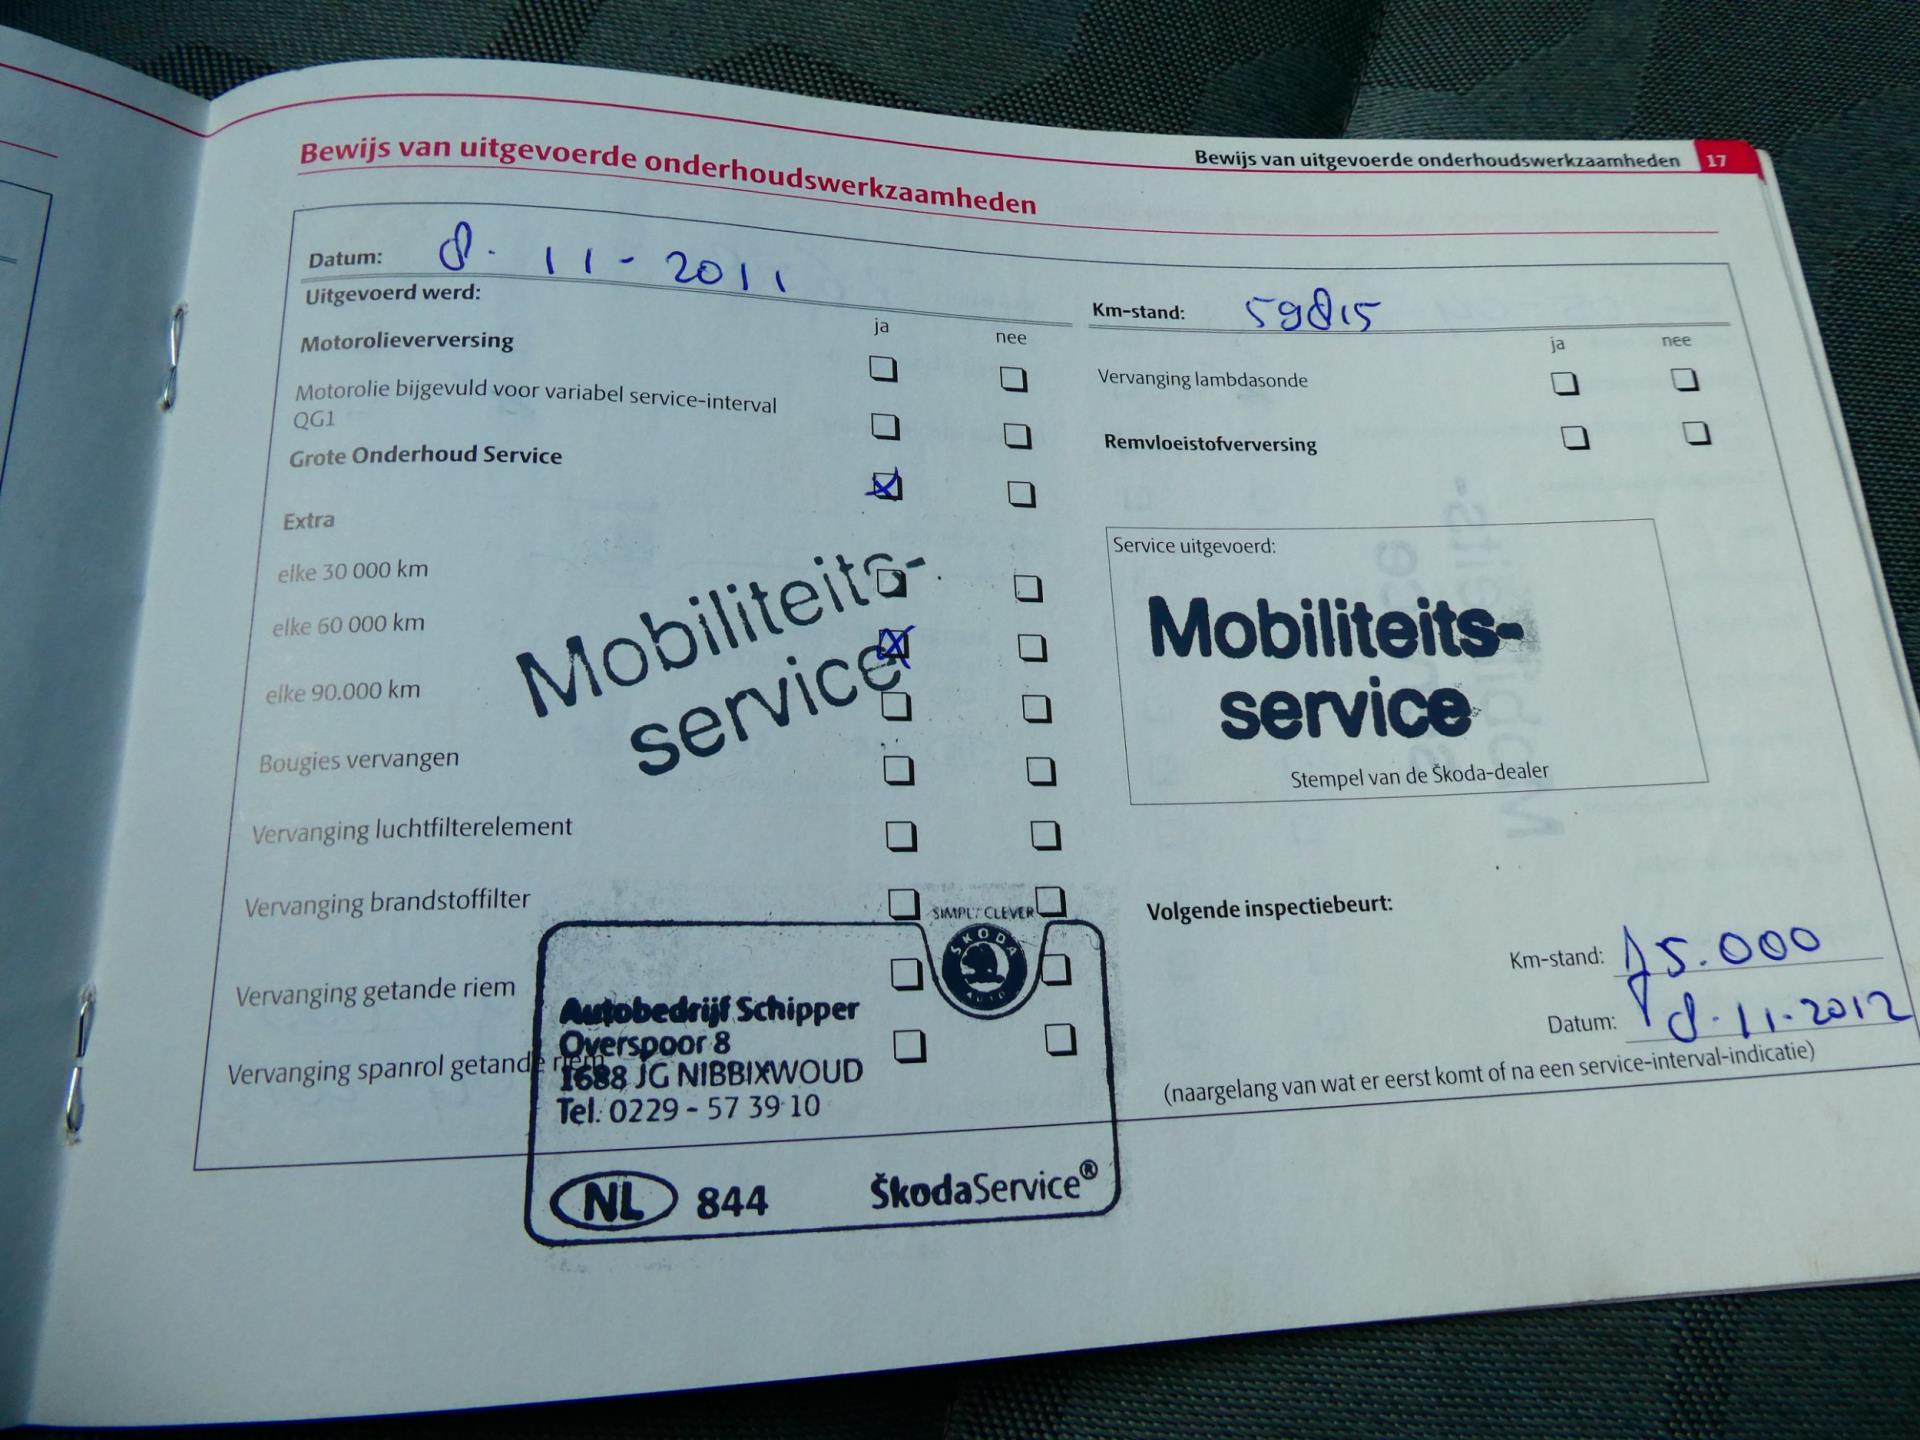 Bewijs van uitgevoerde onderhoudswerkzaamheden 17
Bewijs van uitgevoerde onderhoudswerkzaamheden
Datum: 8. 11-2011
Km-stand: 59815
Uitgevoerd werd:
ja nee
Motorolieverversing
Motorolie bijgevuld voor variabel service-interval
QG1
Grote Onderhoud Service
Extra
elke 30 000 km
elke 60 000 km
elke 90.000 km
Bougies vervangen
Vervanging luchtfilterelement
Vervanging brandstoffilter
Vervanging getande riem
Vervanging spanrol getande riem
Mobiliteits-
service
SIMPLY CLEVER
SKODA
AUTO
Autobedrijf Schipper
Overspoor 8
1688 JG NIBBIXWOUD
Tel. 0229 - 57 39 10
NL 844 ŠkodaService®
ja nee
Vervanging lambdasonde
Remvloeistofverversing
Service uitgevoerd:
Mobiliteits-
service
Stempel van de Škoda-dealer
Volgende inspectiebeurt:
Km-stand: 5.000
Datum: 8.11.2012
(naargelang van wat er eerst komt of na een service-interval-indicatie)